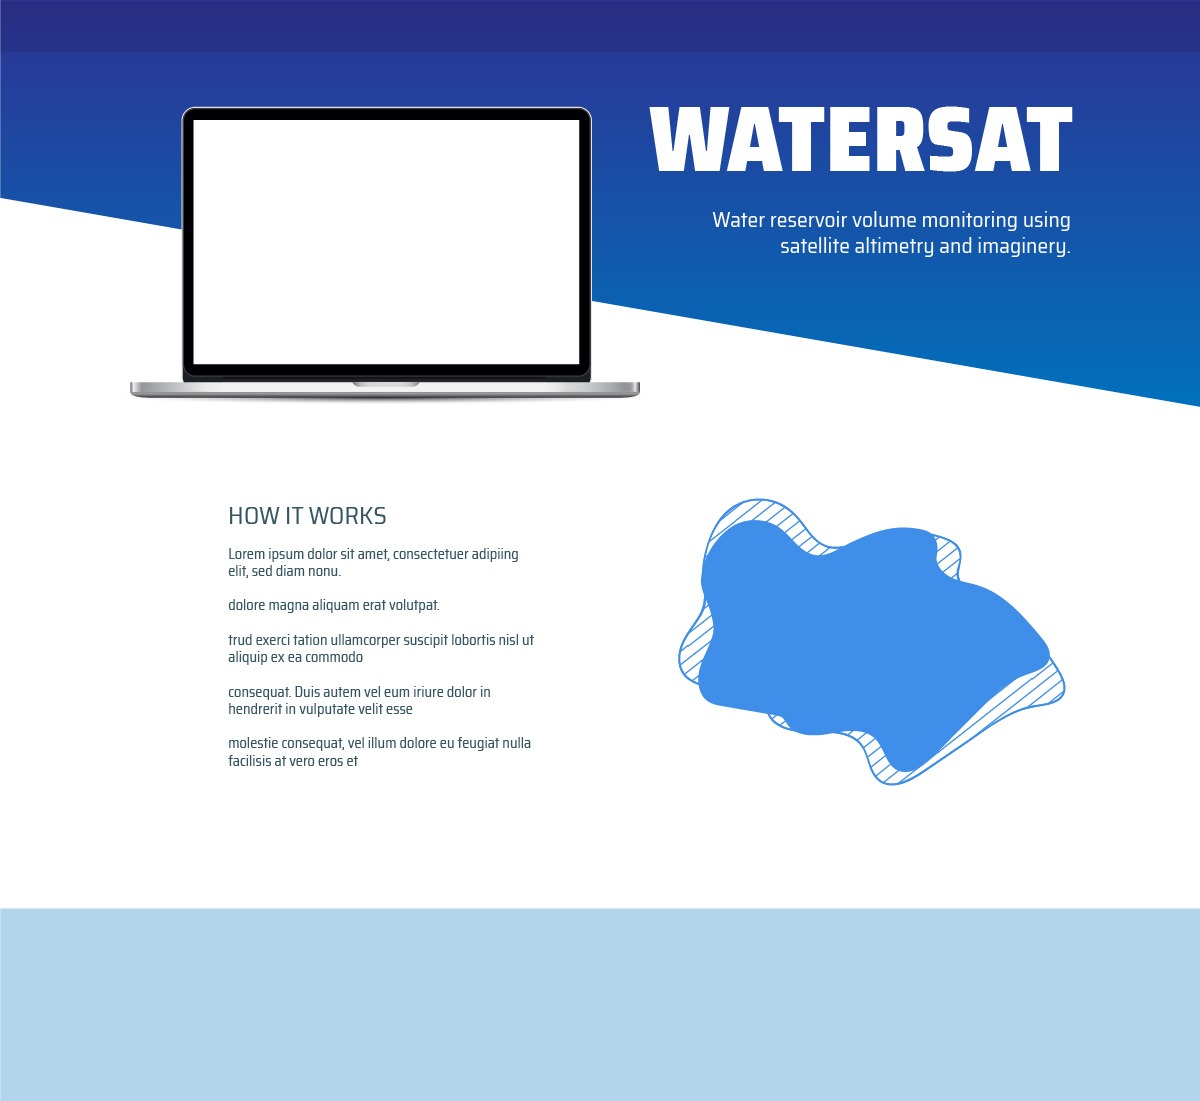 WATERSAT
Water reservoir volume monitoring using
satellite altimetry and imaginery.
HOW IT WORKS
Lorem ipsum dolor sit amet, consectetuer adipiing
elit, sed diam nonu.
dolore magna aliquam erat volutpat.
trud exerci tation ullamcorper suscipit lobortis nisl ut
aliquip ex ea commodo
consequat. Duis autem vel eum iriure dolor in
hendrerit in vulputate velit esse
molestie consequat, vel illum dolore eu feugiat nulla
facilisis at vero eros et